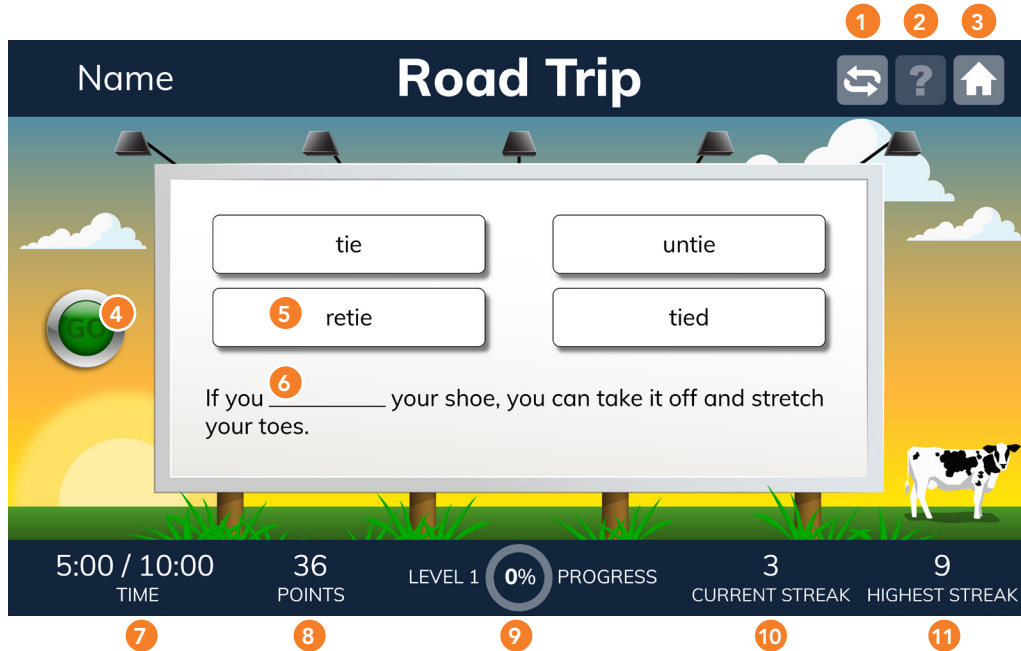 1 2 3
Name Road Trip ?
tie untie
4 GO
5 retie tied
6
If you __________ your shoe, you can take it off and stretch
your toes.
5:00 / 10:00 36 LEVEL 1 0% PROGRESS 3 9
TIME POINTS CURRENT STREAK HIGHEST STREAK
7 8 9 10 11